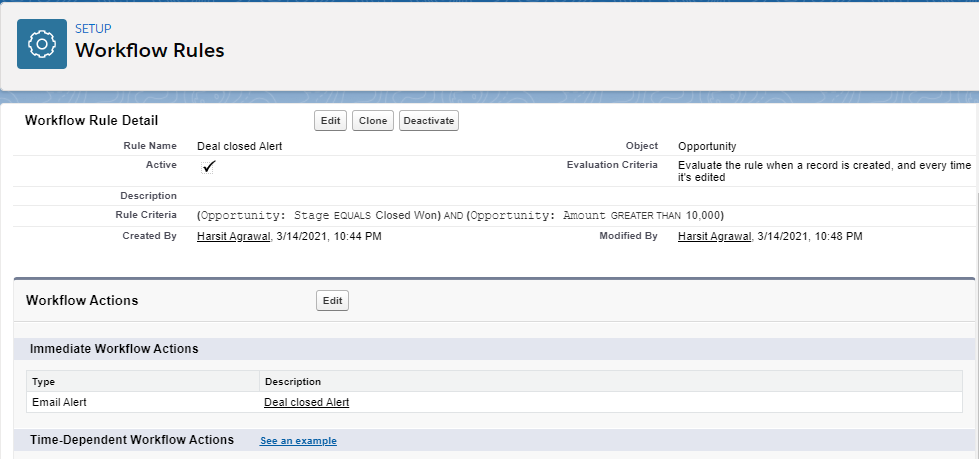 SETUP
Workflow Rules
Workflow Rule Detail Edit Clone Deactivate
Rule Name Deal closed Alert Object Opportunity
Active Evaluation Criteria Evaluate the rule when a record is created, and every time
it's edited
Description
Rule Criteria (Opportunity: Stage EQUALS Closed Won) AND (Opportunity: Amount GREATER THAN 10,000)
Created By Harsit Agrawal, 3/14/2021, 10:44 PM Modified By Harsit Agrawal, 3/14/2021, 10:48 PM
Workflow Actions Edit
Immediate Workflow Actions
Type Description
Email Alert Deal closed Alert
Time-Dependent Workflow Actions See an example